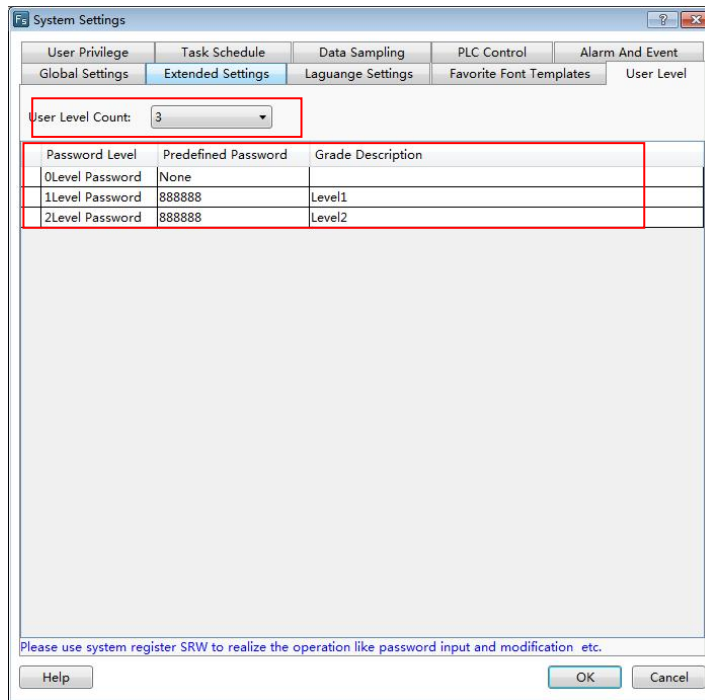 Fs System Settings ?
User Privilege Task Schedule Data Sampling PLC Control Alarm And Event
Global Settings Extended Settings Laguange Settings Favorite Font Templates User Level
User Level Count: 3
Password Level Predefined Password Grade Description
0Level Password None
1Level Password 888888 Level1
2Level Password 888888 Level2
Please use system register SRW to realize the operation like password input and modification etc.
Help OK Cancel